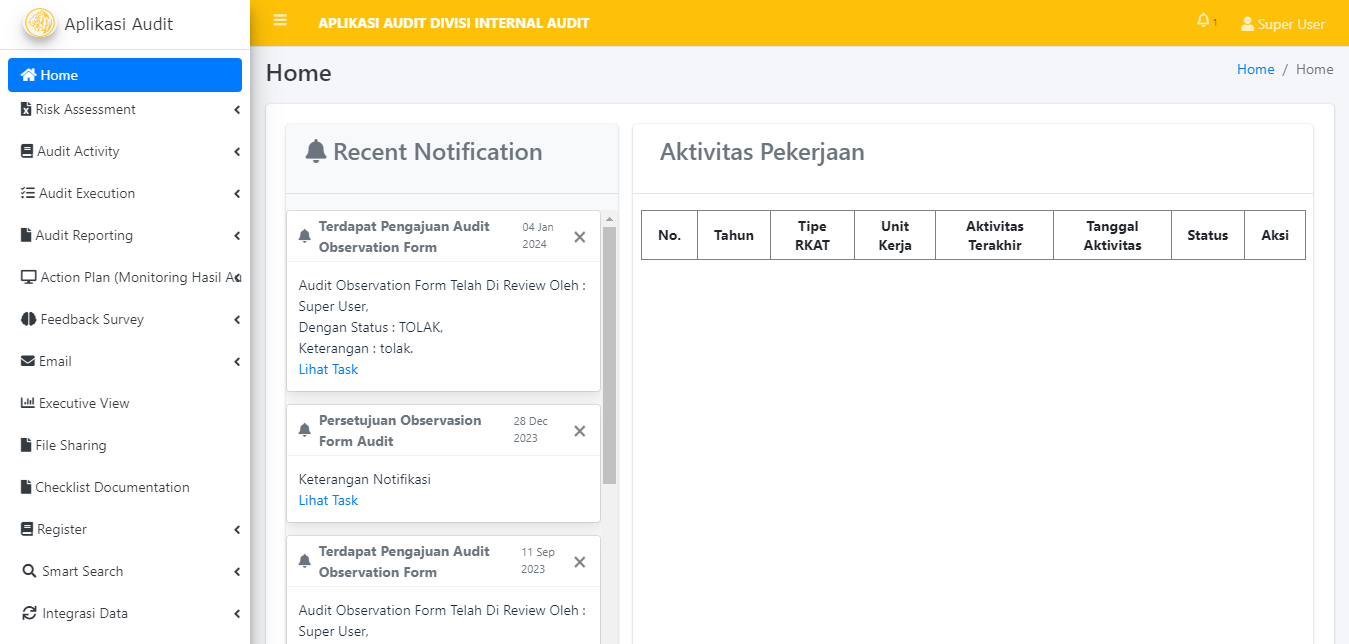 Aplikasi Audit
APLIKASI AUDIT DIVISI INTERNAL AUDIT
1
Super User
Home
Risk Assessment
Audit Activity
Audit Execution
Audit Reporting
Action Plan (Monitoring Hasil Au
Feedback Survey
Email
Executive View
File Sharing
Checklist Documentation
Register
Smart Search
Integrasi Data
Home
Home / Home
Recent Notification
Terdapat Pengajuan Audit
Observation Form
04 Jan
2024
Audit Observation Form Telah Di Review Oleh :
Super User,
Dengan Status : TOLAK,
Keterangan : tolak.
Lihat Task
Persetujuan Observasion
Form Audit
28 Dec
2023
Keterangan Notifikasi
Lihat Task
Terdapat Pengajuan Audit
Observation Form
11 Sep
2023
Audit Observation Form Telah Di Review Oleh :
Super User,
Aktivitas Pekerjaan
No.
Tahun
Tipe
RKAT
Unit
Kerja
Aktivitas
Terakhir
Tanggal
Aktivitas
Status
Aksi